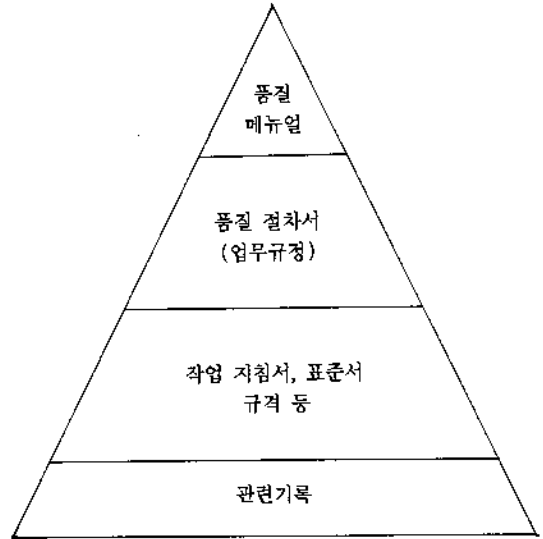 품질
메뉴얼
품질 절차서
(업무규정)
작업 지침서, 표준서
규격 등
관련기록